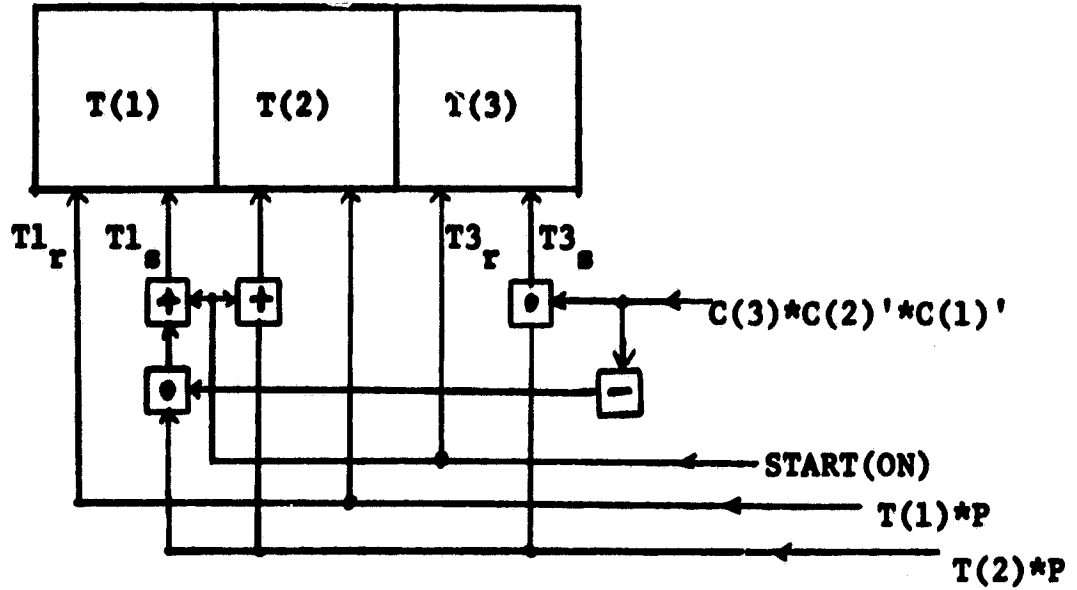 T(1) T(2) T(3)
T1r T1s T3r T3s
+ + •
C(3)*C(2)'*C(1)'
• −
START(ON)
T(1)*P
T(2)*P